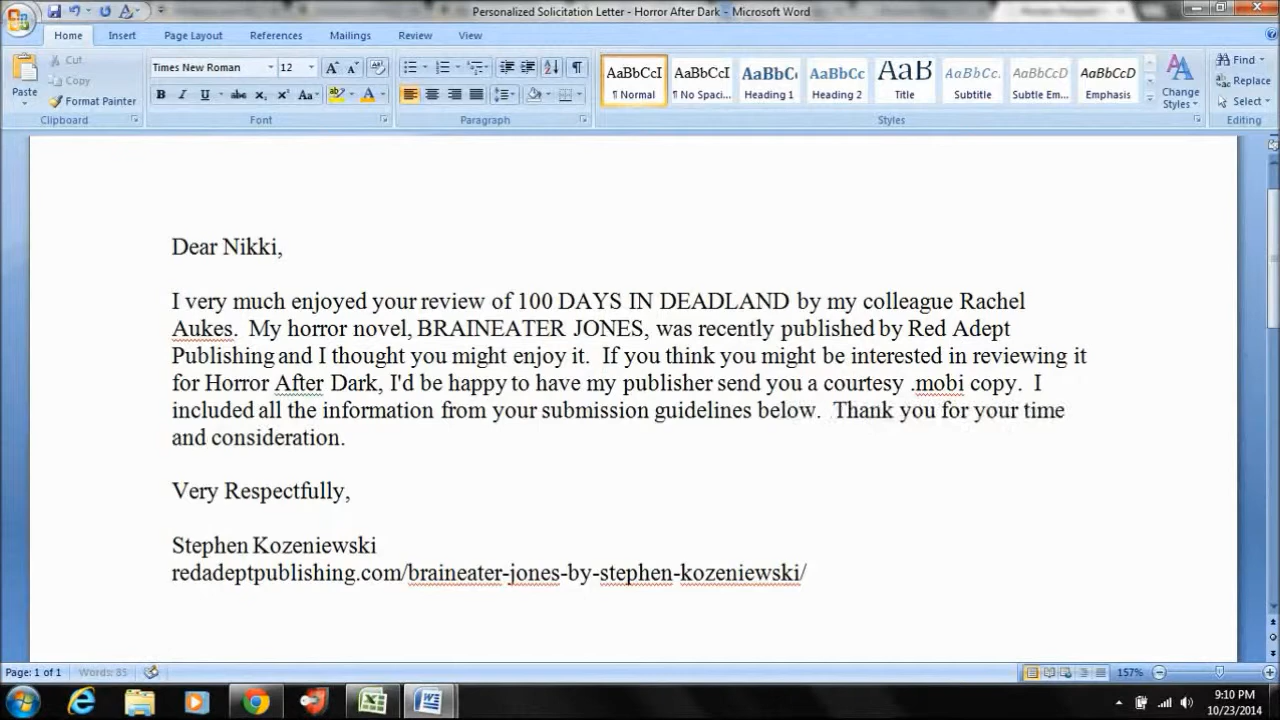 Personalized Solicitation Letter - Horror After Dark - Microsoft Word
Home Insert Page Layout References Mailings Review View
Paste
Cut
Copy
Format Painter
Clipboard
Times New Roman 12
Font
Paragraph
AaBbCcI AaBbCcI AaBbC AaBbCc AaB AaBbCc. AaBbCcD AaBbCcD
¶ Normal ¶ No Spaci... Heading 1 Heading 2 Title Subtitle Subtle Em... Emphasis
Change
Styles
Styles
Find
Replace
Select
Editing
Dear Nikki,
I very much enjoyed your review of 100 DAYS IN DEADLAND by my colleague Rachel
Aukes.  My horror novel, BRAINEATER JONES, was recently published by Red Adept
Publishing and I thought you might enjoy it.  If you think you might be interested in reviewing it
for Horror After Dark, I'd be happy to have my publisher send you a courtesy .mobi copy.  I
included all the information from your submission guidelines below.  Thank you for your time
and consideration.
Very Respectfully,
Stephen Kozeniewski
redadeptpublishing.com/braineater-jones-by-stephen-kozeniewski/
Page: 1 of 1 Words: 85 157%
9:10 PM
10/23/2014